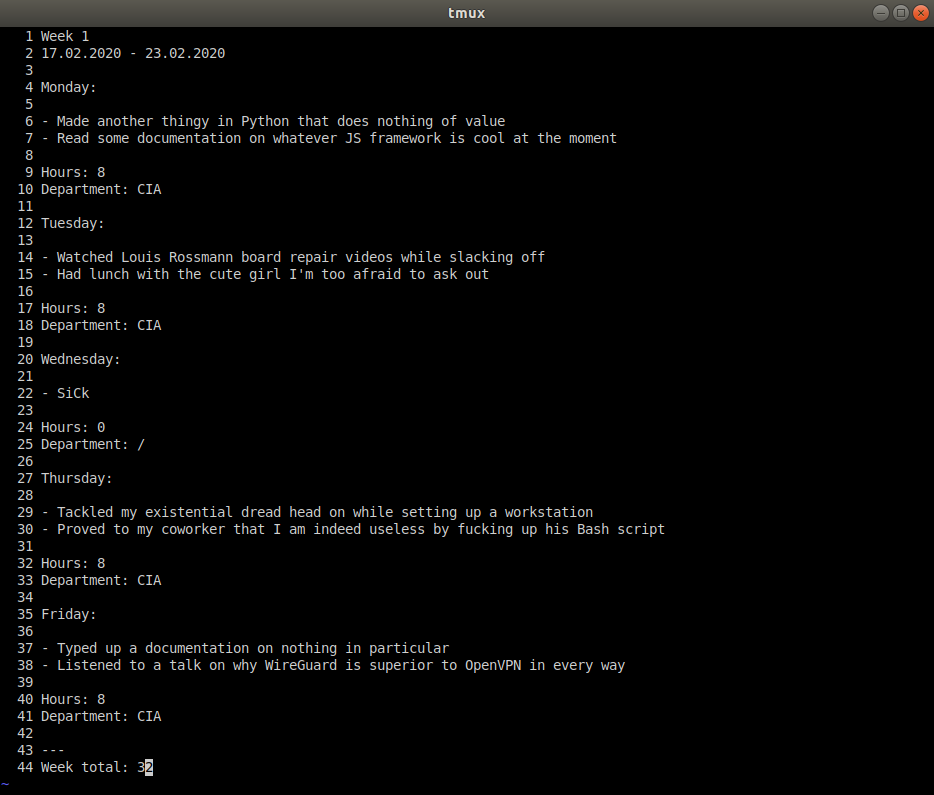 tmux
1 Week 1
2 17.02.2020 - 23.02.2020
3
4 Monday:
5
6 - Made another thingy in Python that does nothing of value
7 - Read some documentation on whatever JS framework is cool at the moment
8
9 Hours: 8
10 Department: CIA
11
12 Tuesday:
13
14 - Watched Louis Rossmann board repair videos while slacking off
15 - Had lunch with the cute girl I'm too afraid to ask out
16
17 Hours: 8
18 Department: CIA
19
20 Wednesday:
21
22 - SiCk
23
24 Hours: 0
25 Department: /
26
27 Thursday:
28
29 - Tackled my existential dread head on while setting up a workstation
30 - Proved to my coworker that I am indeed useless by fucking up his Bash script
31
32 Hours: 8
33 Department: CIA
34
35 Friday:
36
37 - Typed up a documentation on nothing in particular
38 - Listened to a talk on why WireGuard is superior to OpenVPN in every way
39
40 Hours: 8
41 Department: CIA
42
43 ---
44 Week total: 32
~